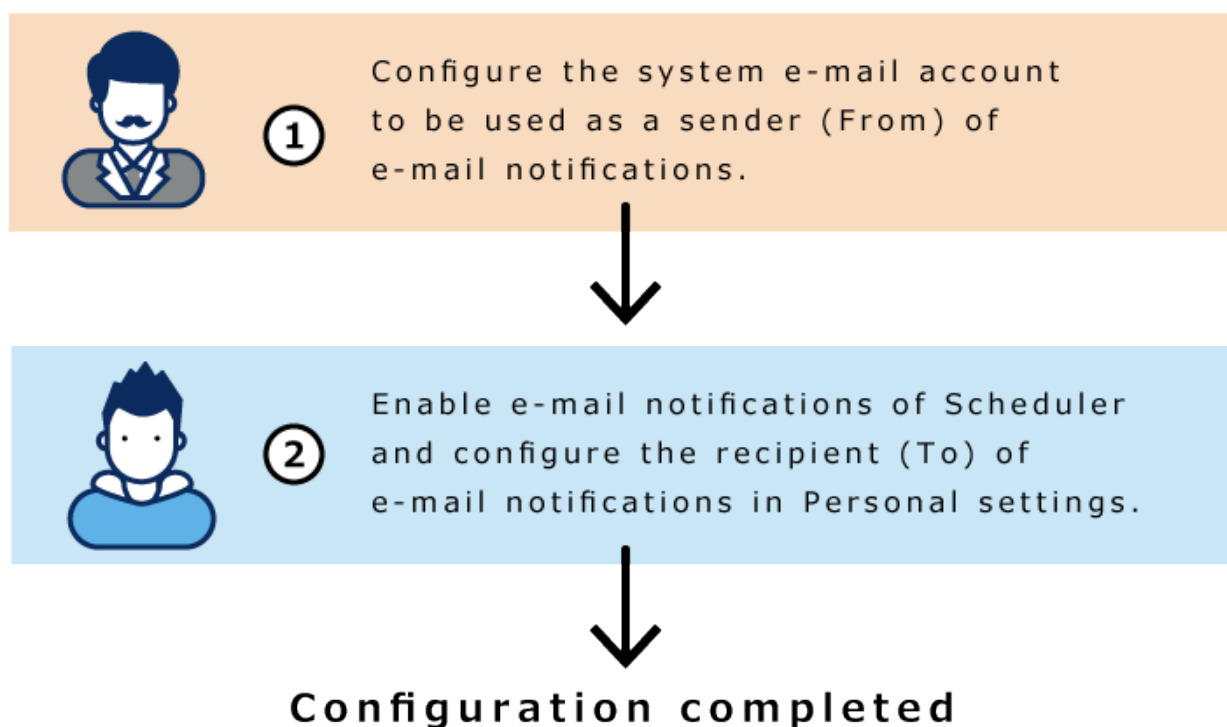 1
Configure the system e-mail account
to be used as a sender (From) of
e-mail notifications.
2
Enable e-mail notifications of Scheduler
and configure the recipient (To) of
e-mail notifications in Personal settings.
Configuration completed